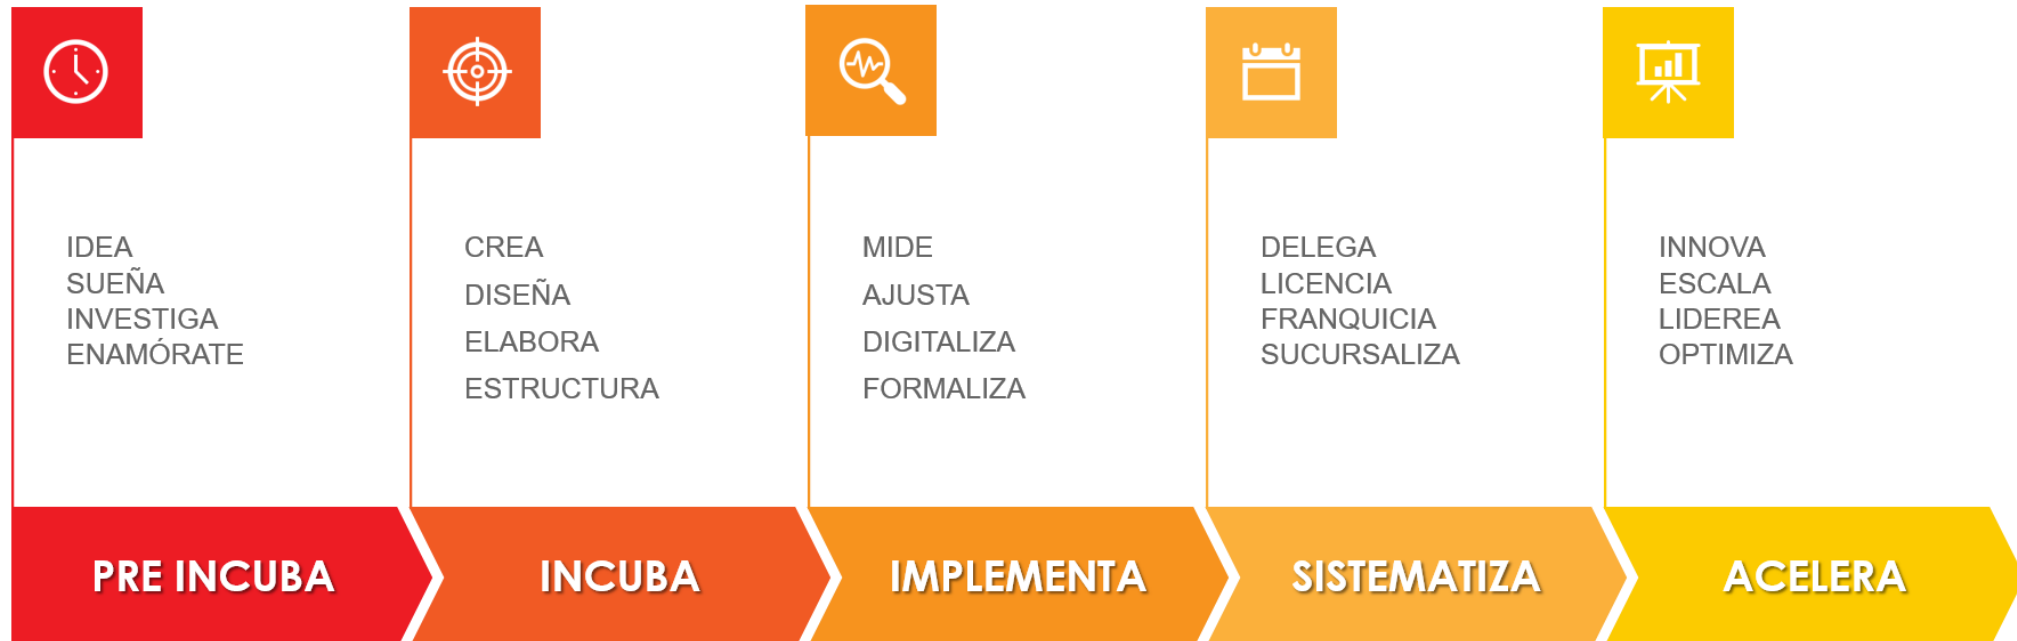 IDEA
SUEÑA
INVESTIGA
ENAMÓRATE
CREA
DISEÑA
ELABORA
ESTRUCTURA
MIDE
AJUSTA
DIGITALIZA
FORMALIZA
DELEGA
LICENCIA
FRANQUICIA
SUCURSALIZA
INNOVA
ESCALA
LIDEREA
OPTIMIZA
PRE INCUBA
INCUBA
IMPLEMENTA
SISTEMATIZA
ACELERA